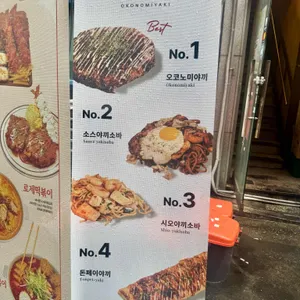 OKONOMIYAKI
Best
No.1
오코노미야끼
Okonomiyaki
No.2
소스야끼소바
Sauce yakisoba
No.3
시오야끼소바
Shio yakisoba
No.4
돈페이야끼
로제떡볶이